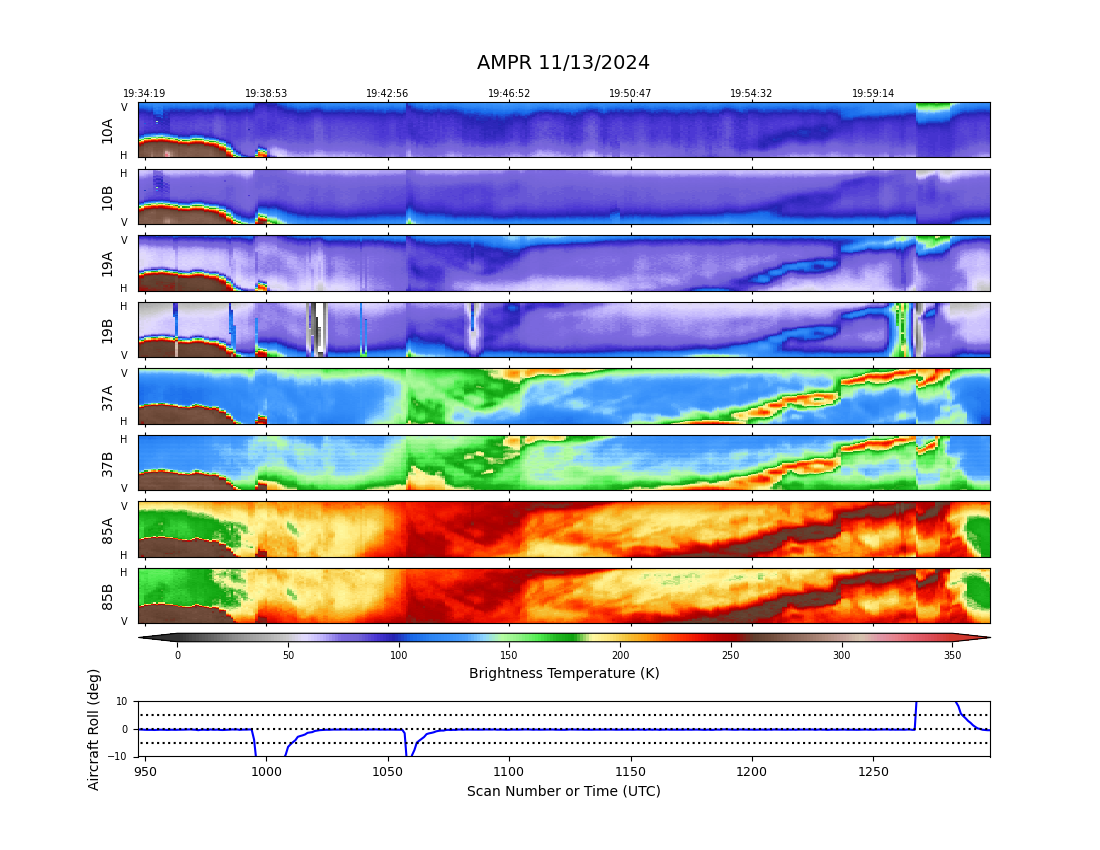 AMPR 11/13/2024
19:34:19 19:38:53 19:42:56 19:46:52 19:50:47 19:54:32 19:59:14
V
10A
H
H
10B
V
V
19A
H
H
19B
V
V
37A
H
H
37B
V
V
85A
H
H
85B
V
0 50 100 150 200 250 300 350
Brightness Temperature (K)
Aircraft Roll (deg)
10
0
−10
950 1000 1050 1100 1150 1200 1250
Scan Number or Time (UTC)